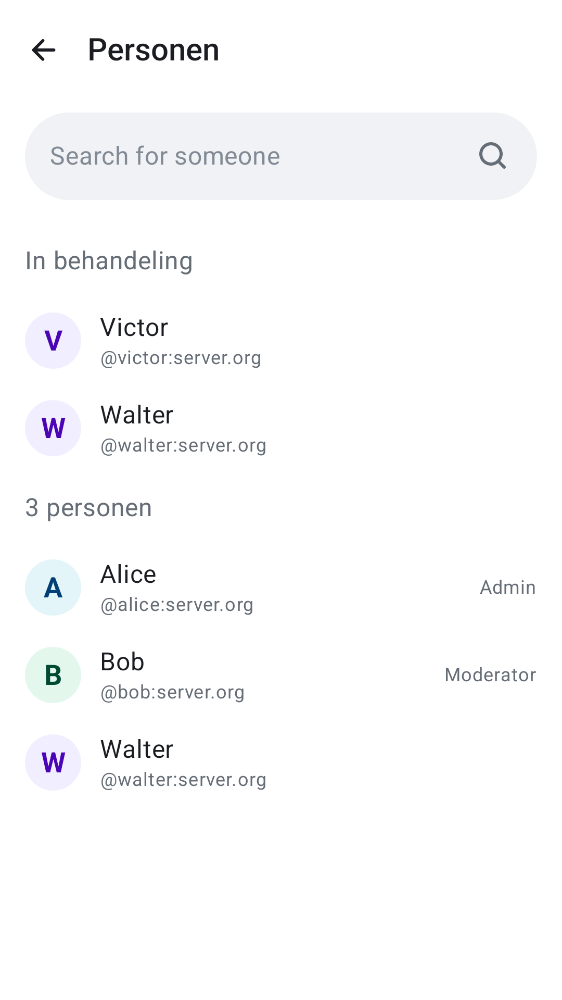 Personen
Search for someone
In behandeling
V
Victor
@victor:server.org
W
Walter
@walter:server.org
3 personen
A
Alice
@alice:server.org
Admin
B
Bob
@bob:server.org
Moderator
W
Walter
@walter:server.org